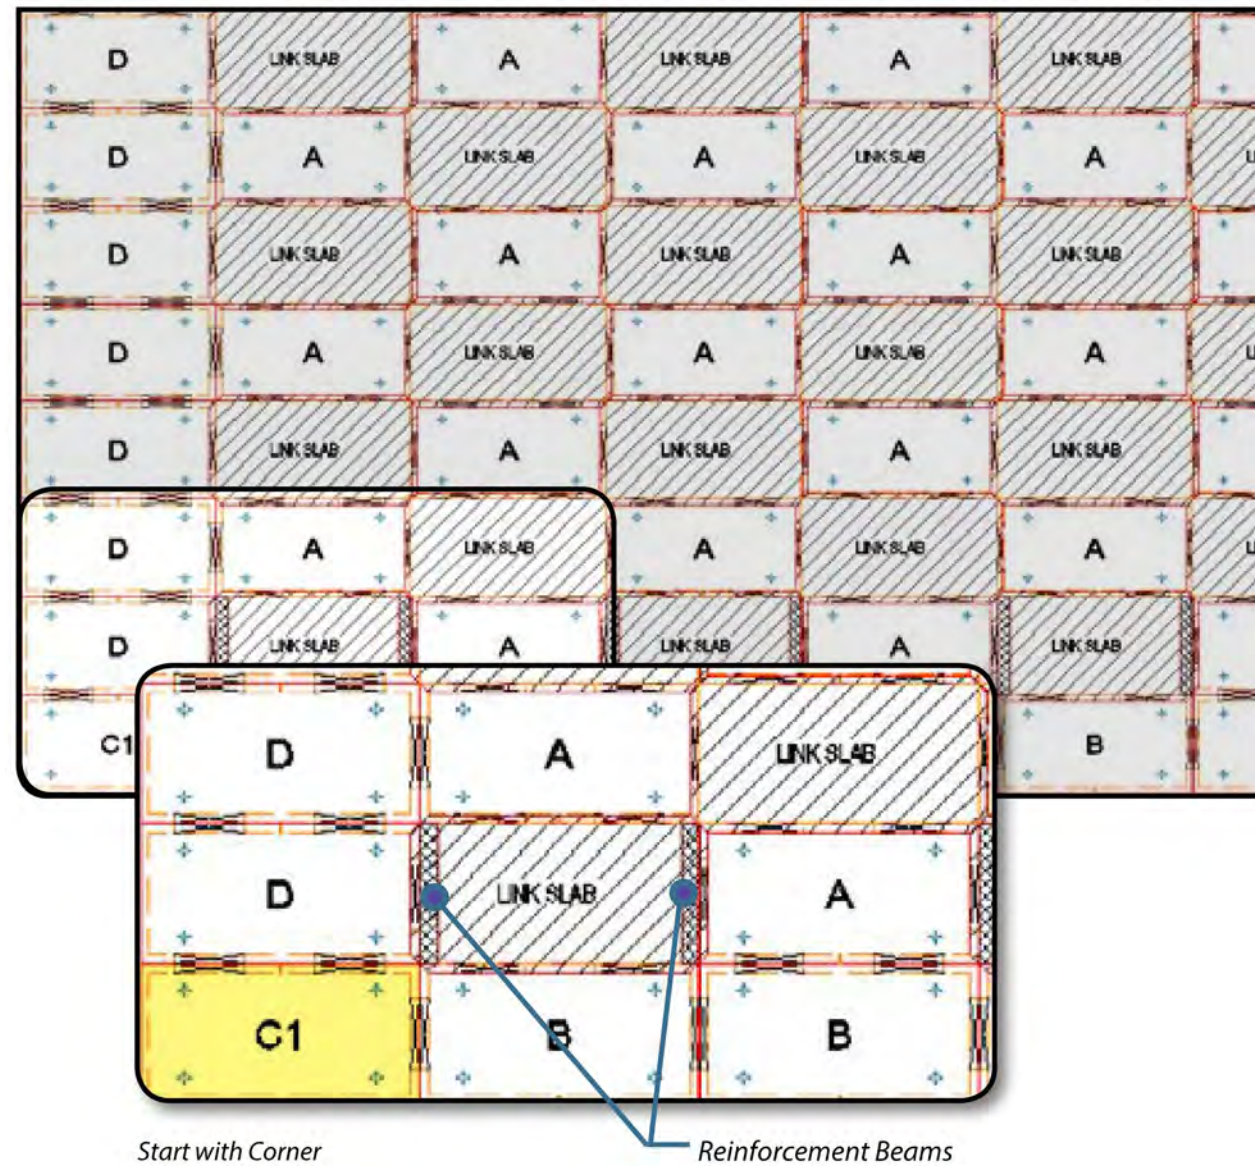 D LINK SLAB A LINK SLAB A LINK SLAB
D A LINK SLAB A LINK SLAB A
D LINK SLAB A LINK SLAB A LINK SLAB
D A LINK SLAB A LINK SLAB A
D LINK SLAB A LINK SLAB A LINK SLAB
D A LINK SLAB A LINK SLAB A
D LINK SLAB A LINK SLAB A LINK SLAB
C1 B
D A LINK SLAB
D LINK SLAB A
C1 B B
Start with Corner Reinforcement Beams